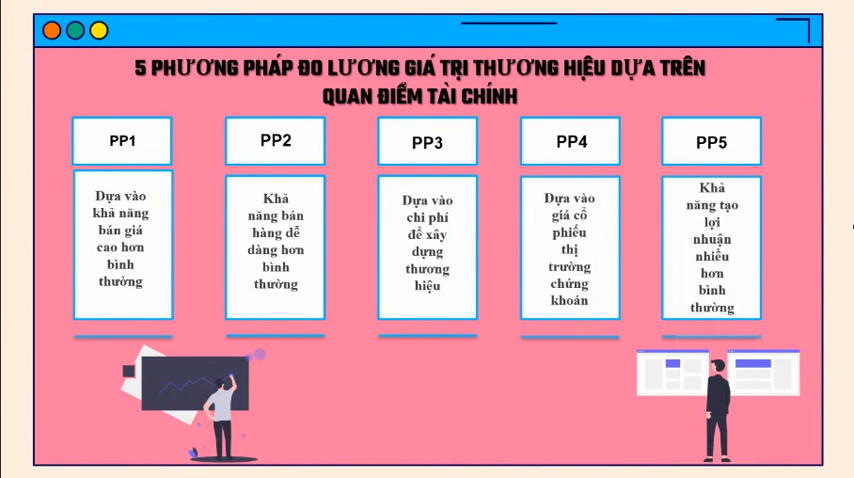 5 PHƯƠNG PHÁP ĐO LƯƠNG GIÁ TRỊ THƯƠNG HIỆU DỰA TRÊN
QUAN ĐIỂM TÀI CHÍNH
PP1
Dựa vào
khả năng
bán giá
cao hơn
bình
thường
PP2
Khả
năng bán
hàng dễ
dàng hơn
bình
thường
PP3
Dựa vào
chi phí
để xây
dựng
thương
hiệu
PP4
Dựa vào
giá cổ
phiếu
thị
trường
chứng
khoán
PP5
Khả
năng tạo
lợi
nhuận
nhiều
hơn
bình
thường